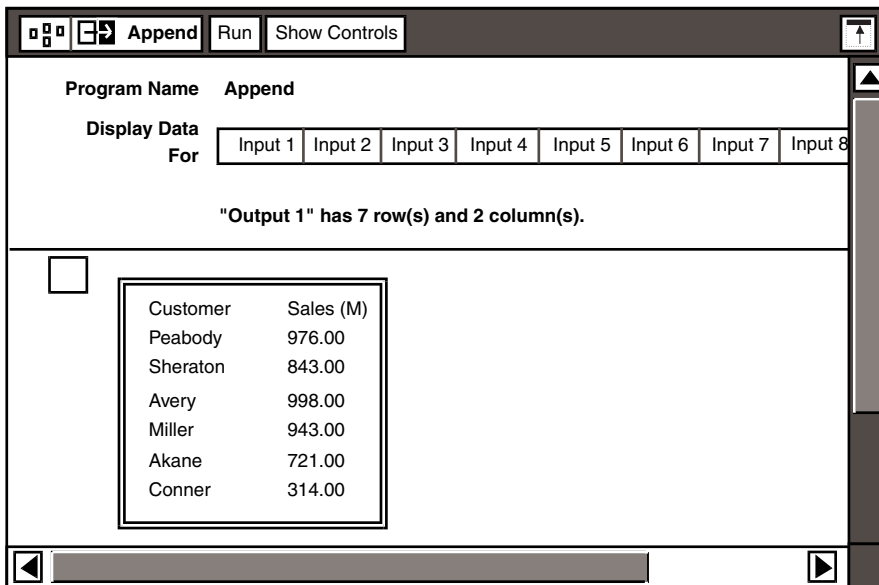 Append Run Show Controls
Program Name Append
Display Data
For
Input 1 Input 2 Input 3 Input 4 Input 5 Input 6 Input 7 Input 8
"Output 1" has 7 row(s) and 2 column(s).
Customer Sales (M)
Peabody 976.00
Sheraton 843.00
Avery 998.00
Miller 943.00
Akane 721.00
Conner 314.00